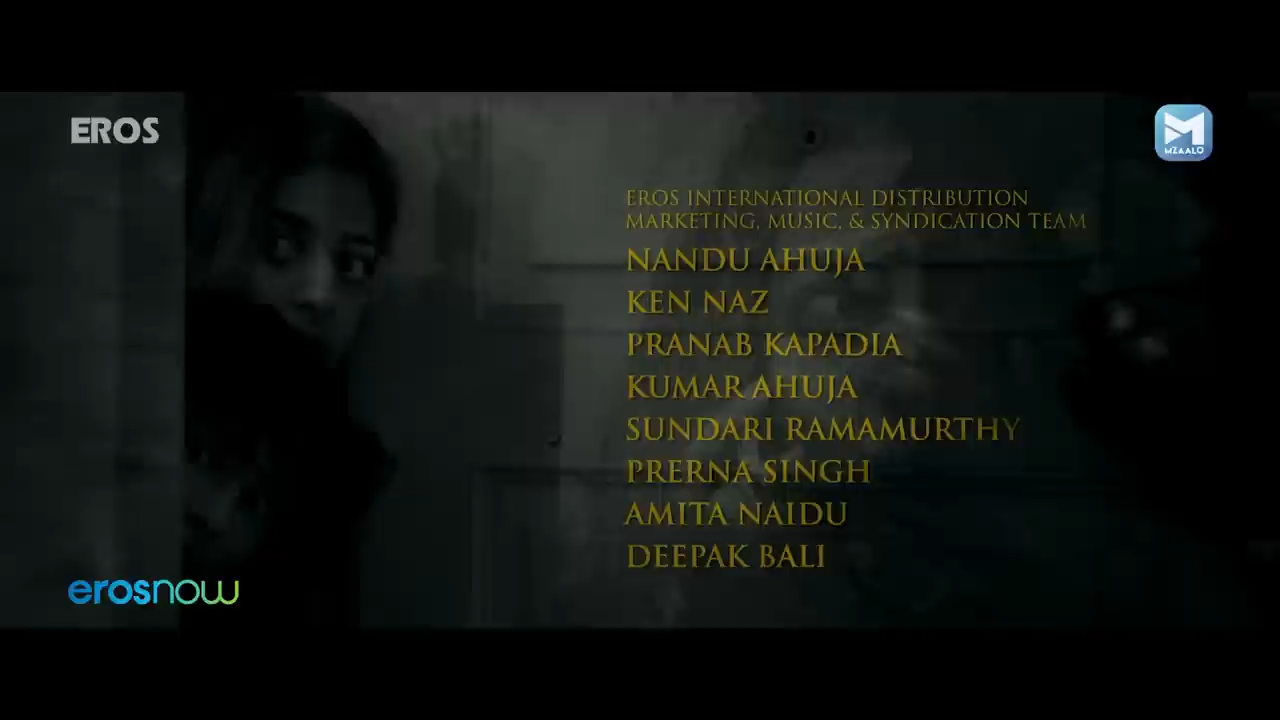 EROS
MZAALO
EROS INTERNATIONAL DISTRIBUTION
MARKETING, MUSIC, & SYNDICATION TEAM
NANDU AHUJA
KEN NAZ
PRANAB KAPADIA
KUMAR AHUJA
SUNDARI RAMAMURTHY
PRERNA SINGH
AMITA NAIDU
DEEPAK BALI
erosnow